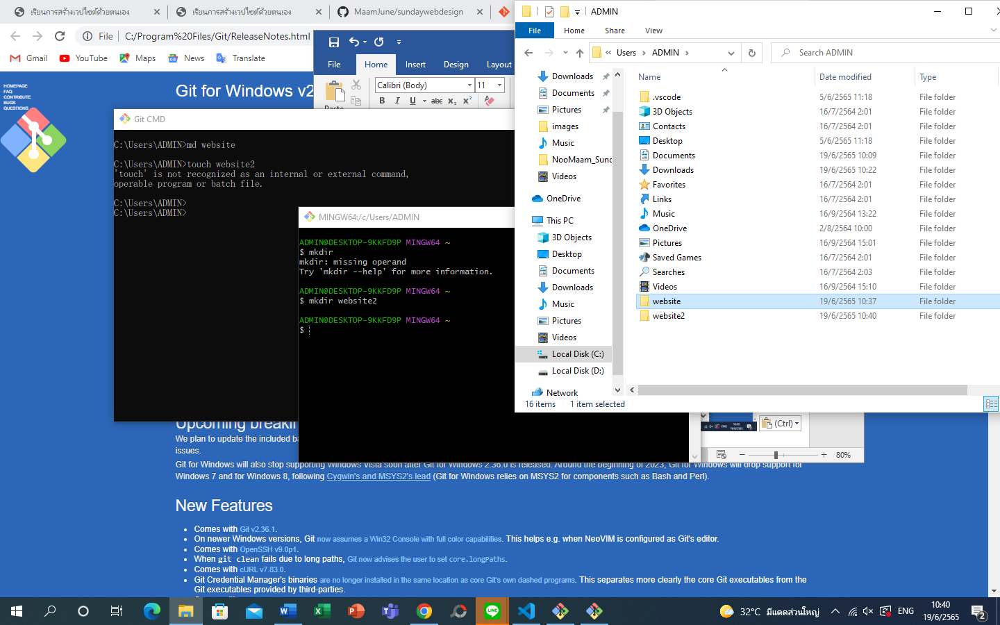 เรียนการสร้างเวปไซต์ด้วยตนเอง
เรียนการสร้างเวปไซต์ด้วยตนเอง
MaamJune/sundaywebdesign
File
C:/Program%20Files/Git/ReleaseNotes.html
Gmail
YouTube
Maps
News
Translate
HOMEPAGE
FAQ
CONTRIBUTE
BUGS
QUESTIONS
Git for Windows v2
File
Home
Insert
Design
Layout
Calibri (Body)
11
B I U abc x₂ x²
Git CMD
C:\Users\ADMIN>md website
C:\Users\ADMIN>touch website2
'touch' is not recognized as an internal or external command,
operable program or batch file.
C:\Users\ADMIN>
C:\Users\ADMIN>
MINGW64:/c/Users/ADMIN
ADMIN@DESKTOP-9KKFD9P MINGW64 ~
$ mkdir
mkdir: missing operand
Try 'mkdir --help' for more information.
ADMIN@DESKTOP-9KKFD9P MINGW64 ~
$ mkdir website2
ADMIN@DESKTOP-9KKFD9P MINGW64 ~
$
ADMIN
File
Home
Share
View
« Users > ADMIN >
Search ADMIN
Downloads
Documents
Pictures
images
Music
NooMaam_Sund
Videos
OneDrive
This PC
3D Objects
Desktop
Documents
Downloads
Music
Pictures
Videos
Local Disk (C:)
Local Disk (D:)
Network
Name Date modified Type
.vscode 5/6/2565 11:18 File folder
3D Objects 16/7/2564 2:01 File folder
Contacts 16/7/2564 2:01 File folder
Desktop 5/6/2565 11:18 File folder
Documents 19/6/2565 10:09 File folder
Downloads 19/6/2565 10:22 File folder
Favorites 16/7/2564 2:01 File folder
Links 16/7/2564 2:01 File folder
Music 16/9/2564 13:22 File folder
OneDrive 2/8/2564 10:00 File folder
Pictures 16/9/2564 15:01 File folder
Saved Games 16/7/2564 2:01 File folder
Searches 16/7/2564 2:03 File folder
Videos 16/9/2564 15:10 File folder
website 19/6/2565 10:37 File folder
website2 19/6/2565 10:40 File folder
16 items
1 item selected
(Ctrl)
80%
Upcoming breakin
We plan to update the included ba
issues.
Git for Windows will also stop supporting Windows Vista soon after Git for Windows 2.36.0 is released. Around the beginning of 2023, Git for Windows will drop support for
Windows 7 and for Windows 8, following Cygwin's and MSYS2's lead (Git for Windows relies on MSYS2 for components such as Bash and Perl).
New Features
• Comes with Git v2.36.1.
• On newer Windows versions, Git now assumes a Win32 Console with full color capabilities. This helps e.g. when NeoVIM is configured as Git's editor.
• Comes with OpenSSH v9.0p1.
• When git clean fails due to long paths, Git now advises the user to set core.longPaths.
• Comes with cURL v7.83.0.
• Git Credential Manager's binaries are no longer installed in the same location as core Git's own dashed programs. This separates more clearly the core Git executables from the
Git executables provided by third-parties.
LINE
32°C มีแดดส่วนใหญ่
ENG
10:40
19/6/2565
2